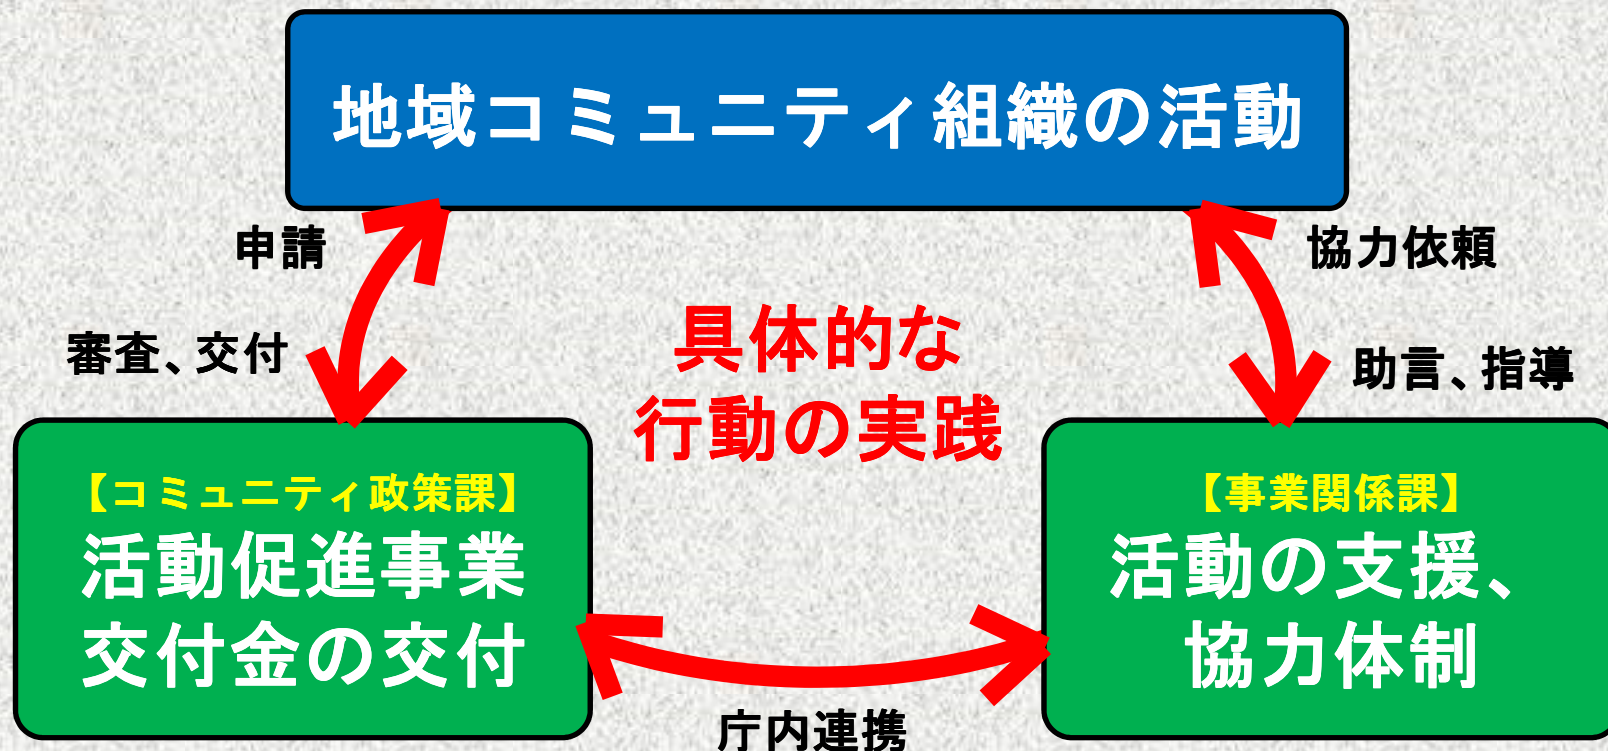 地域コミュニティ組織の活動
申請
協力依頼
審査、交付
助言、指導
具体的な
行動の実践
【コミュニティ政策課】
活動促進事業
交付金の交付
【事業関係課】
活動の支援、
協力体制
庁内連携